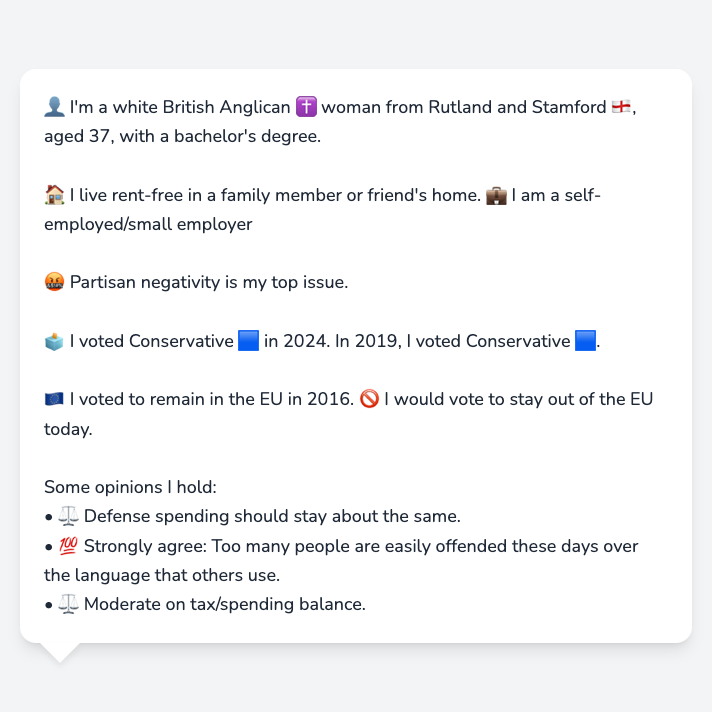 👤 I'm a white British Anglican ✝️ woman from Rutland and Stamford 🏴󠁧󠁢󠁥󠁮󠁧󠁿,
aged 37, with a bachelor's degree.
🏠 I live rent-free in a family member or friend's home. 💼 I am a self-
employed/small employer
🤬 Partisan negativity is my top issue.
🗳️ I voted Conservative 🟦 in 2024. In 2019, I voted Conservative 🟦.
🇪🇺 I voted to remain in the EU in 2016. 🚫 I would vote to stay out of the EU
today.
Some opinions I hold:
• ⚖️ Defense spending should stay about the same.
• 💯 Strongly agree: Too many people are easily offended these days over
the language that others use.
• ⚖️ Moderate on tax/spending balance.